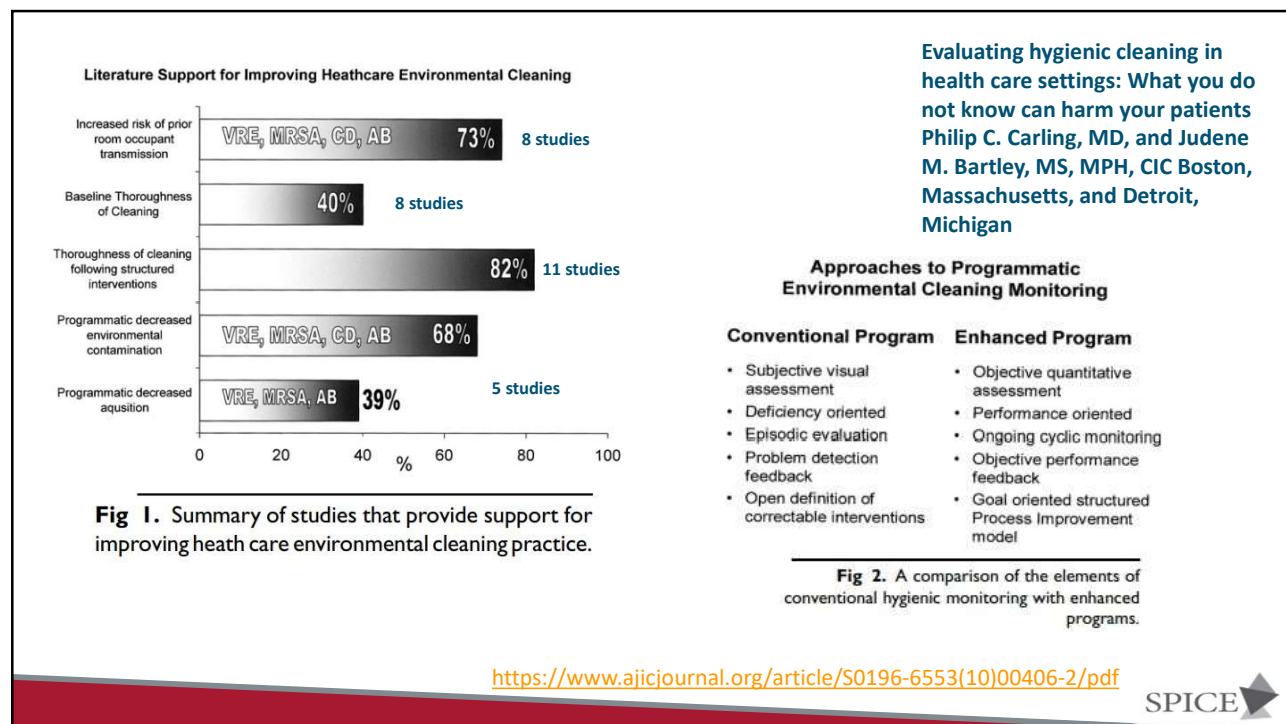 Evaluating hygienic cleaning in
health care settings: What you do
not know can harm your patients
Philip C. Carling, MD, and Judene
M. Bartley, MS, MPH, CIC Boston,
Massachusetts, and Detroit,
Michigan
Literature Support for Improving Heathcare Environmental Cleaning
Increased risk of prior
room occupant
transmission
VRE, MRSA, CD, AB 73%
8 studies
Baseline Thoroughness
of Cleaning
40%
8 studies
Thoroughness of cleaning
following structured
interventions
82%
11 studies
Programmatic decreased
environmental
contamination
VRE, MRSA, CD, AB 68%
Programmatic decreased
aqusition
VRE, MRSA, AB 39%
5 studies
0 20 40 60 80 100
%
Fig 1. Summary of studies that provide support for
improving heath care environmental cleaning practice.
Approaches to Programmatic
Environmental Cleaning Monitoring
Conventional Program
• Subjective visual
assessment
• Deficiency oriented
• Episodic evaluation
• Problem detection
feedback
• Open definition of
correctable interventions
Enhanced Program
• Objective quantitative
assessment
• Performance oriented
• Ongoing cyclic monitoring
• Objective performance
feedback
• Goal oriented structured
Process Improvement
model
Fig 2. A comparison of the elements of
conventional hygienic monitoring with enhanced
programs.
https://www.ajicjournal.org/article/S0196-6553(10)00406-2/pdf
SPICE